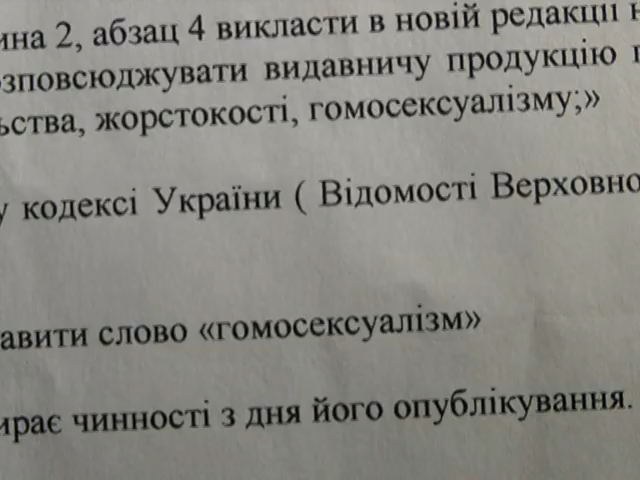 ина 2, абзац 4 викласти в новій редакції н
зповсюджувати видавничу продукцію п
ьства, жорстокості, гомосексуалізму;»
у кодексі України ( Відомості Верховно
авити слово «гомосексуалізм»
ирає чинності з дня його опублікування.